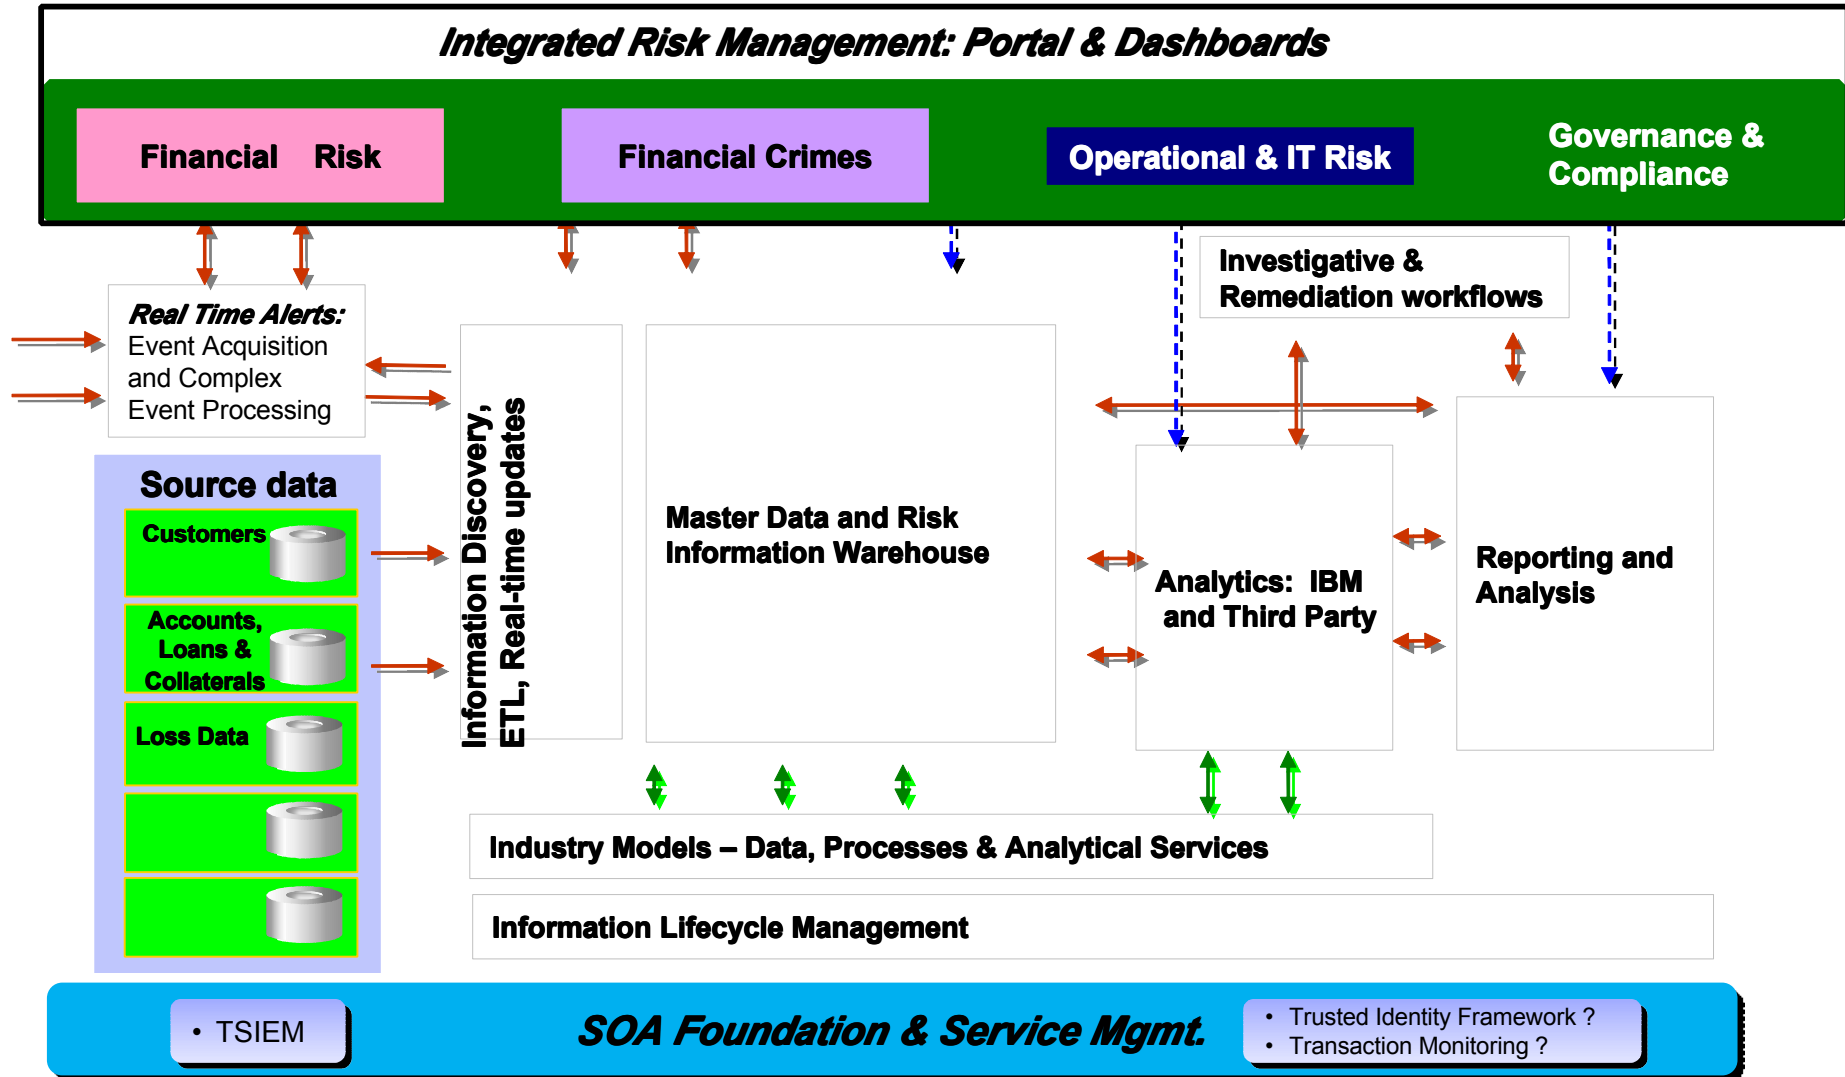 Integrated Risk Management: Portal & Dashboards
Financial Risk
Financial Crimes
Operational & IT Risk
Governance &
Compliance
Investigative &
Remediation workflows
Real Time Alerts:
Event Acquisition
and Complex
Event Processing
Source data
Customers
Accounts,
Loans &
Collaterals
Loss Data
Information Discovery,
ETL, Real-time updates
Master Data and Risk
Information Warehouse
Analytics: IBM
and Third Party
Reporting and
Analysis
Industry Models – Data, Processes & Analytical Services
Information Lifecycle Management
• TSIEM
SOA Foundation & Service Mgmt.
• Trusted Identity Framework ?
• Transaction Monitoring ?